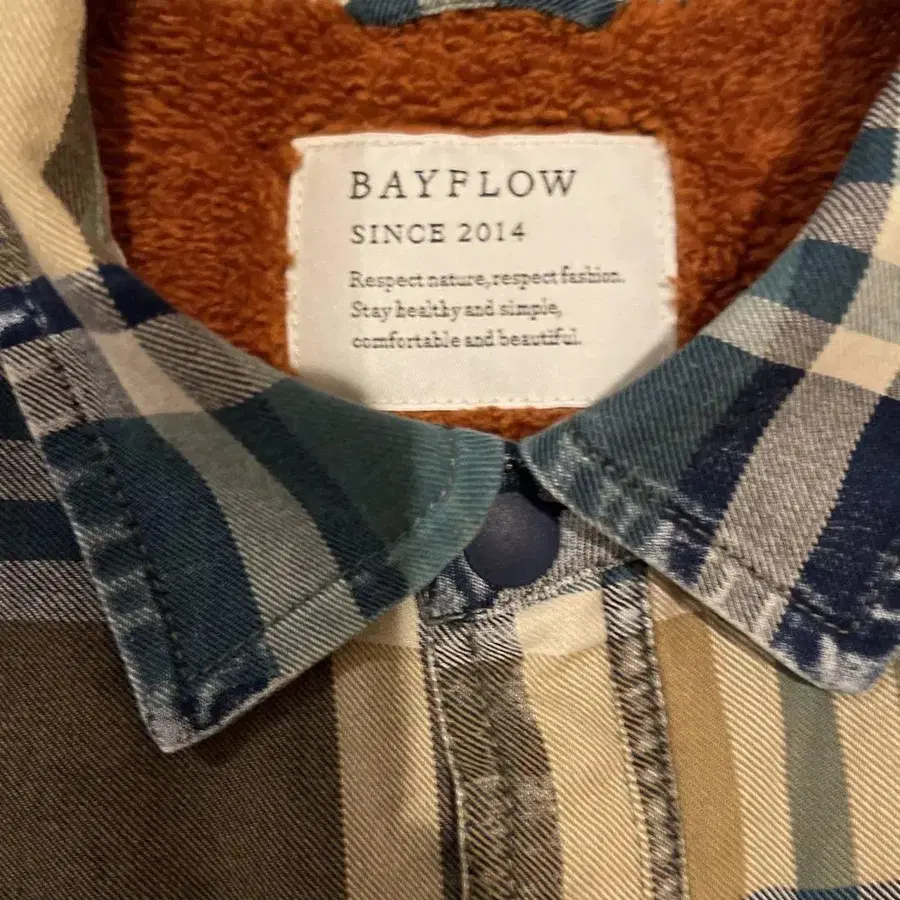 BAYFLOW
SINCE 2014
Respect nature, respect fashion.
Stay healthy and simple,
comfortable and beautiful.